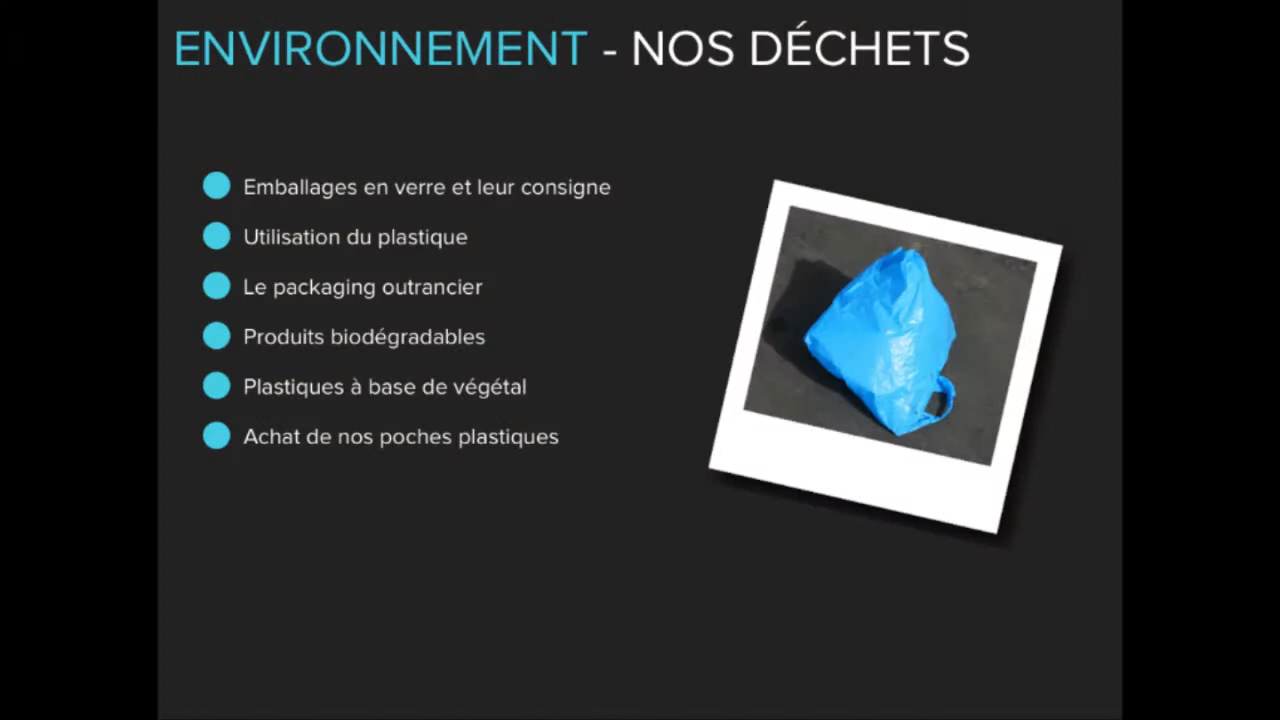 ENVIRONNEMENT - NOS DÉCHETS
Emballages en verre et leur consigne
Utilisation du plastique
Le packaging outrancier
Produits biodégradables
Plastiques à base de végétal
Achat de nos poches plastiques